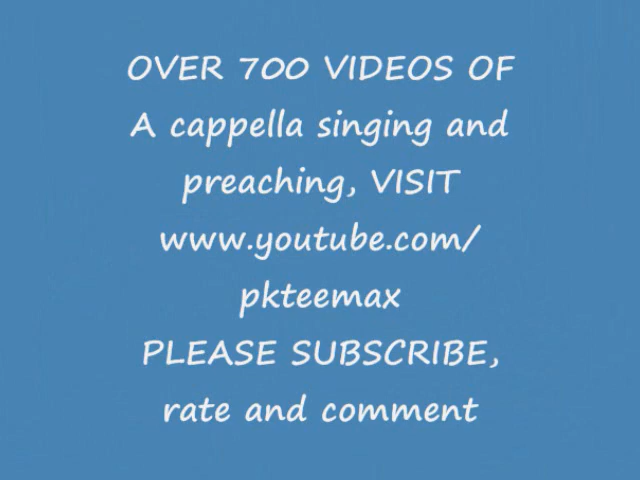 OVER 700 VIDEOS OF
A cappella singing and
preaching, VISIT
www.youtube.com/
pkteemax
PLEASE SUBSCRIBE,
rate and comment